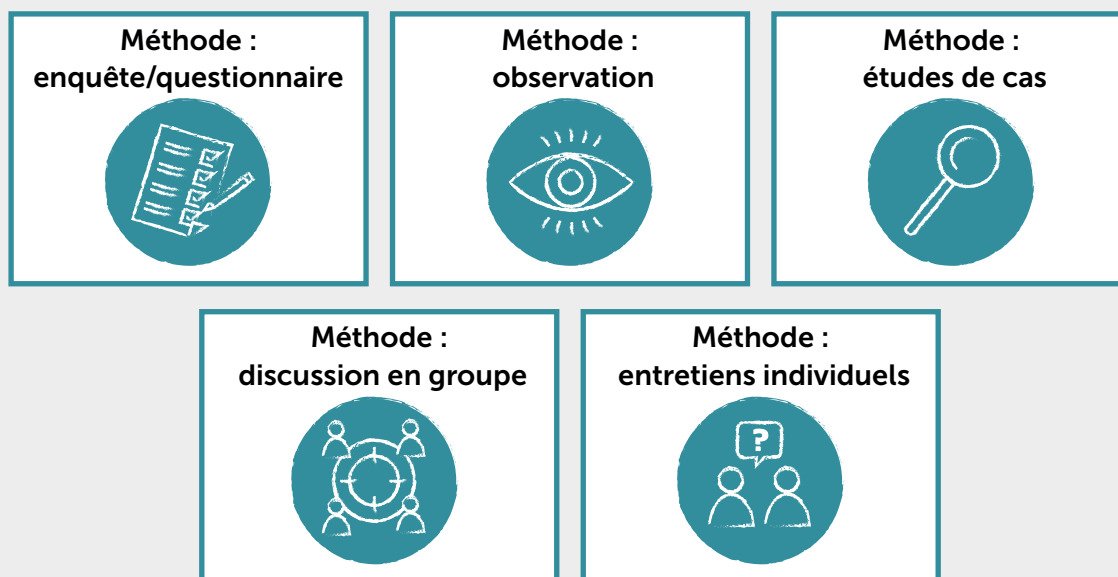 Méthode :
enquête/questionnaire
Méthode :
observation
Méthode :
études de cas
Méthode :
discussion en groupe
Méthode :
entretiens individuels
?